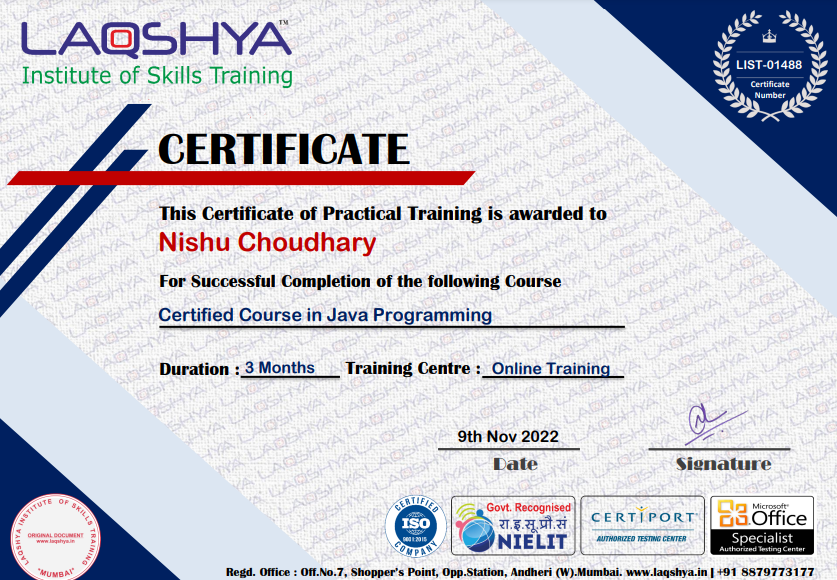 LAQSHYA™
Institute of Skills Training
LIST-01488
Certificate
Number
CERTIFICATE
This Certificate of Practical Training is awarded to
Nishu Choudhary
For Successful Completion of the following Course
Certified Course in Java Programming
Duration : 3 Months Training Centre : Online Training
9th Nov 2022
Date Signature
LAQSHYA INSTITUTE OF SKILLS TRAINING
ORIGINAL DOCUMENT
www.laqshya.in
*MUMBAI*
CERTIFIED
ISO
9001:2015
COMPANY
Govt. Recognised
रा.इ.सू.प्रौ.सं
NIELIT
CERTIPORT
AUTHORIZED TESTING CENTER
Microsoft®
Office
Specialist
Authorized Testing Center
Regd. Office : Off.No.7, Shopper's Point, Opp.Station, Andheri (W).Mumbai. www.laqshya.in | +91 8879773177